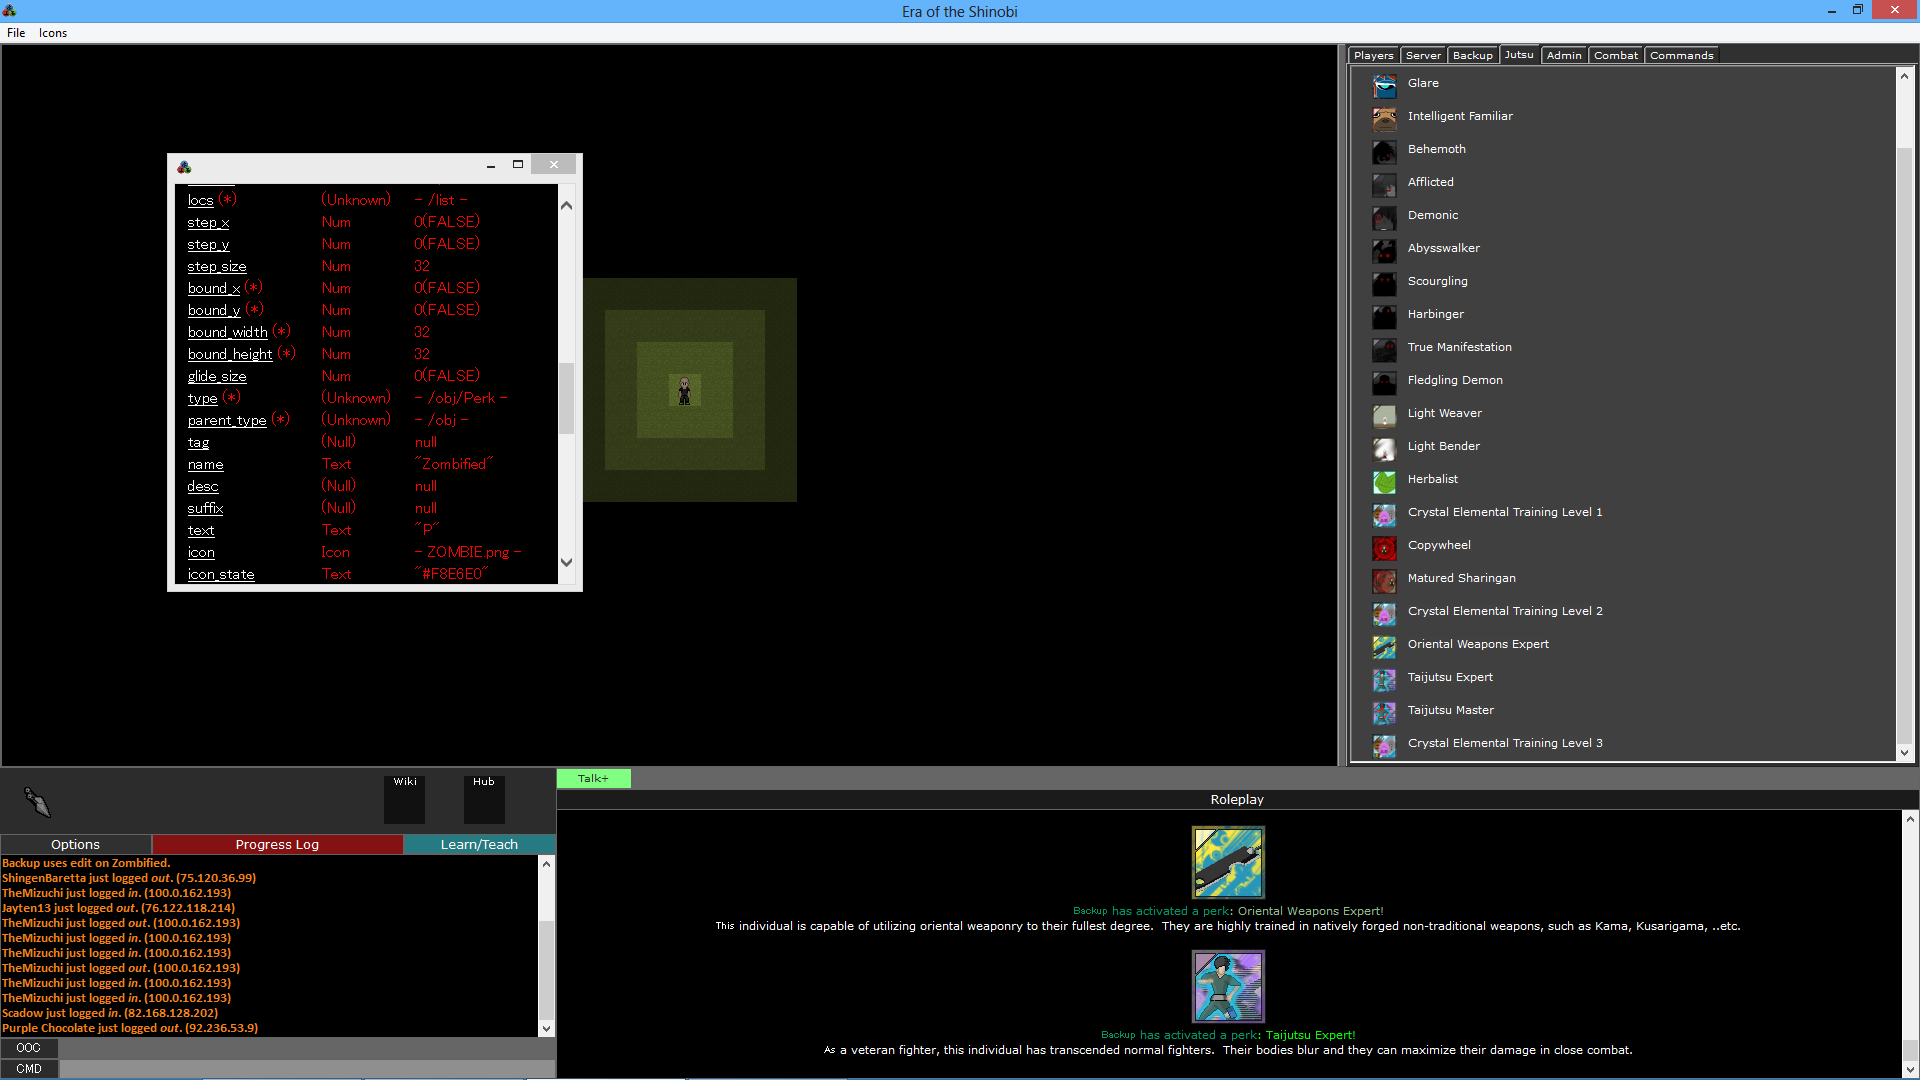 Era of the Shinobi
File Icons
Players Server Backup Jutsu Admin Combat Commands
Glare
Intelligent Familiar
Behemoth
Afflicted
Demonic
Abysswalker
Scourgling
Harbinger
True Manifestation
Fledgling Demon
Light Weaver
Light Bender
Herbalist
Crystal Elemental Training Level 1
Copywheel
Matured Sharingan
Crystal Elemental Training Level 2
Oriental Weapons Expert
Taijutsu Expert
Taijutsu Master
Crystal Elemental Training Level 3
locs (*) (Unknown) - /list -
step_x Num 0(FALSE)
step_y Num 0(FALSE)
step_size Num 32
bound_x (*) Num 0(FALSE)
bound_y (*) Num 0(FALSE)
bound_width (*) Num 32
bound_height (*) Num 32
glide_size Num 0(FALSE)
type (*) (Unknown) - /obj/Perk -
parent_type (*) (Unknown) - /obj -
tag (Null) null
name Text "Zombified"
desc (Null) null
suffix (Null) null
text Text "P"
icon Icon - ZOMBIE.png -
icon_state Text "#F8E6E0"
Wiki Hub
Options Progress Log Learn/Teach
Backup uses edit on Zombified.
ShingenBaretta just logged out. (75.120.36.99)
TheMizuchi just logged in. (100.0.162.193)
Jayten13 just logged out. (76.122.118.214)
TheMizuchi just logged out. (100.0.162.193)
TheMizuchi just logged in. (100.0.162.193)
TheMizuchi just logged in. (100.0.162.193)
TheMizuchi just logged out. (100.0.162.193)
TheMizuchi just logged in. (100.0.162.193)
TheMizuchi just logged in. (100.0.162.193)
Scadow just logged in. (82.168.128.202)
Purple Chocolate just logged out. (92.236.53.9)
OOC
CMD
Talk+
Roleplay
Backup has activated a perk: Oriental Weapons Expert!
This individual is capable of utilizing oriental weaponry to their fullest degree. They are highly trained in natively forged non-traditional weapons, such as Kama, Kusarigama, ..etc.
Backup has activated a perk: Taijutsu Expert!
As a veteran fighter, this individual has transcended normal fighters. Their bodies blur and they can maximize their damage in close combat.